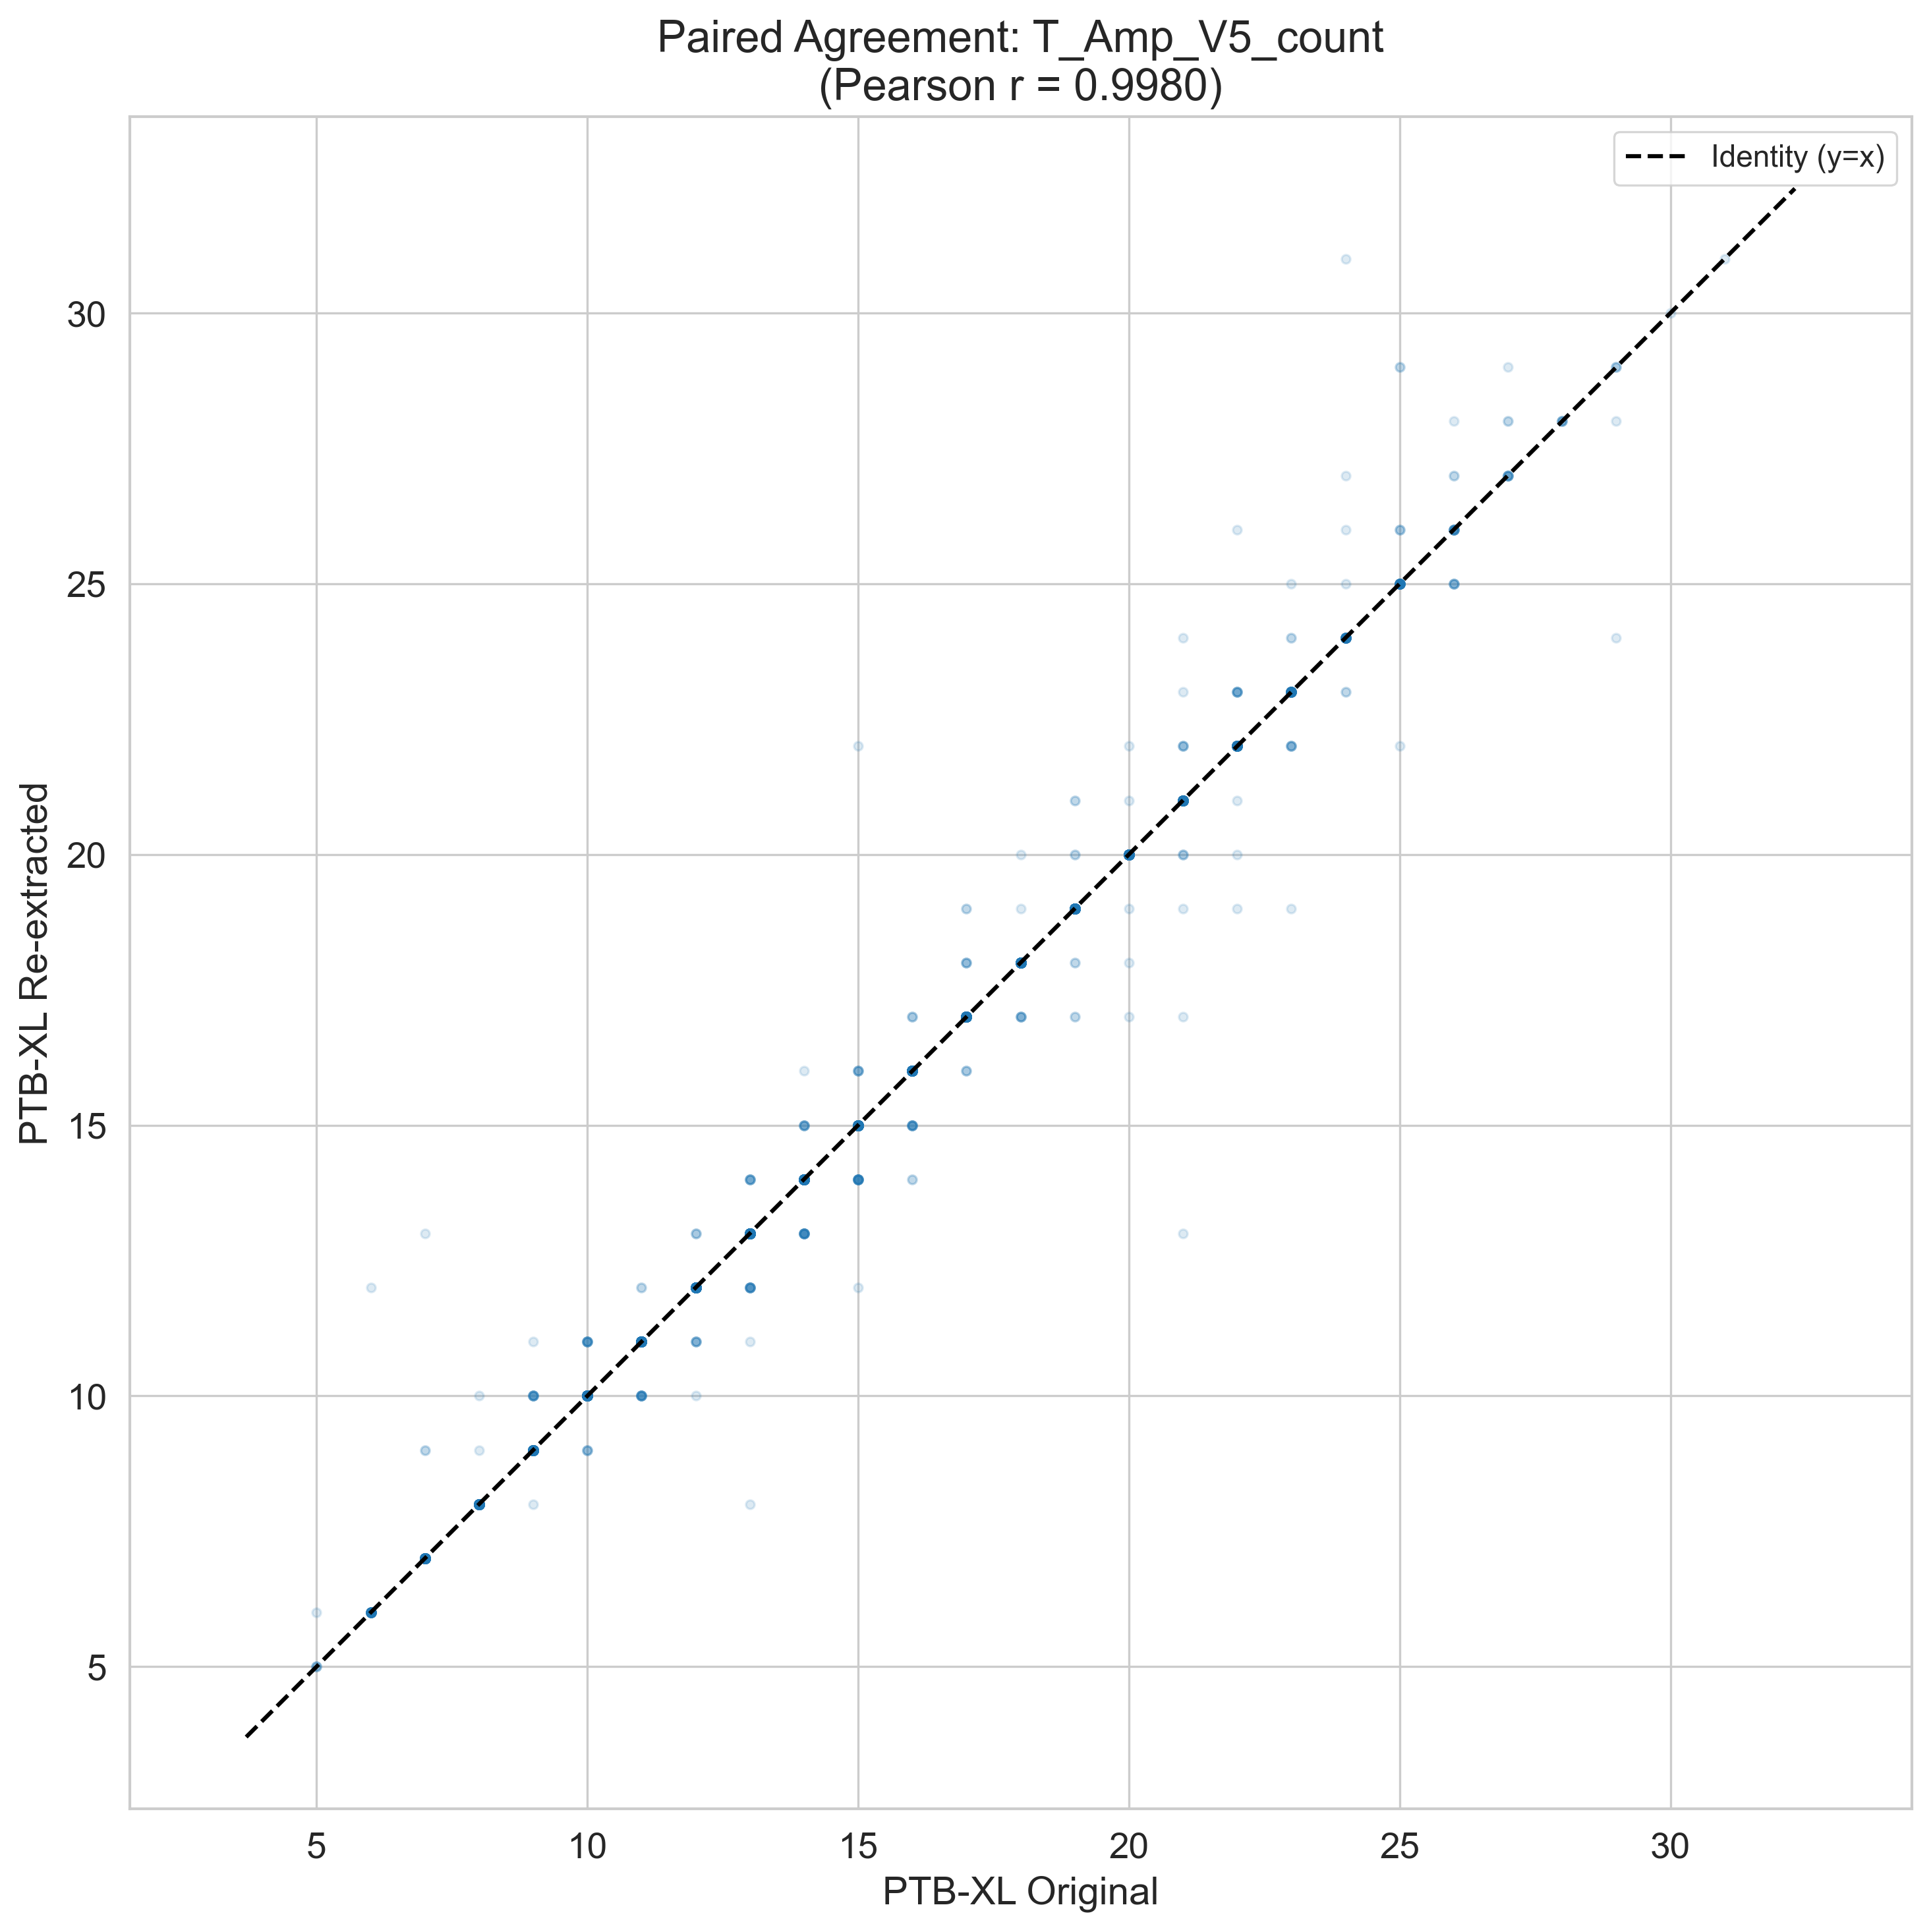 Paired Agreement: T_Amp_V5_count
(Pearson r = 0.9980)
Identity (y=x)
30
25
20
15
10
5
PTB-XL Re-extracted
5
10
15
20
25
30
PTB-XL Original